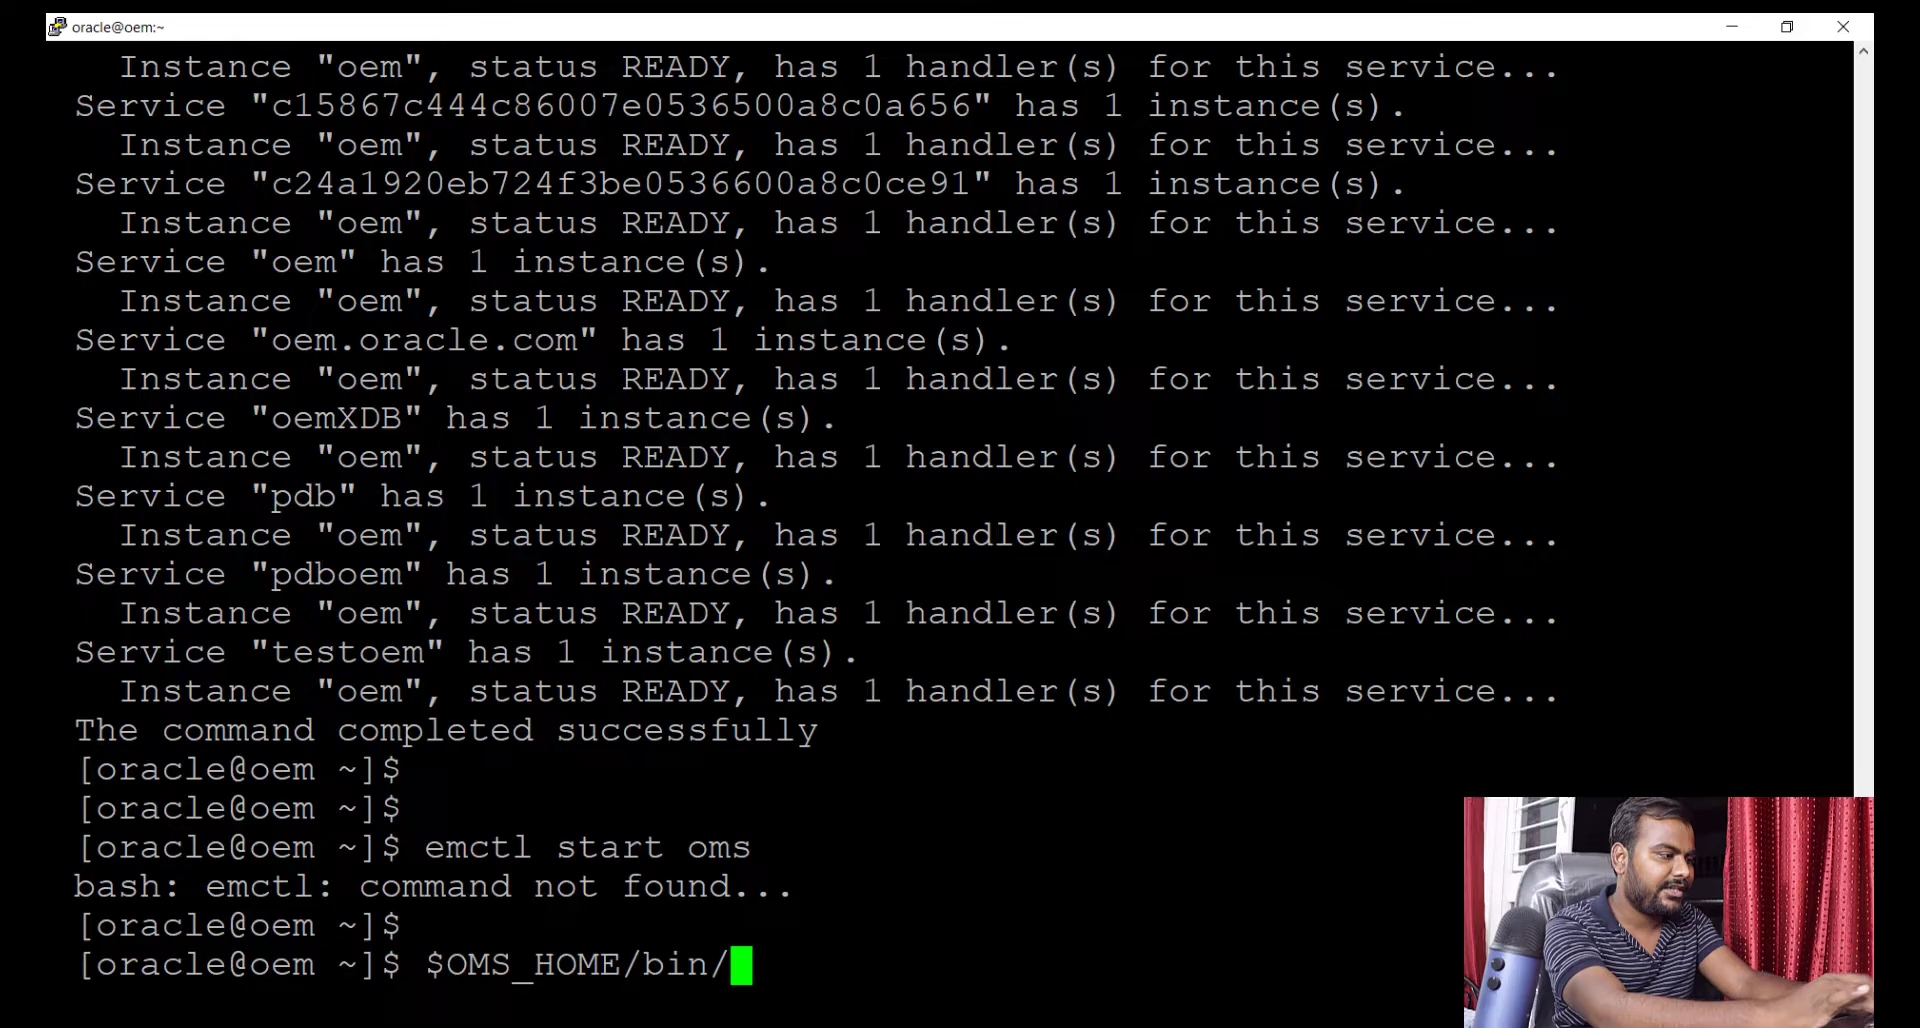 oracle@oem:~
Instance "oem", status READY, has 1 handler(s) for this service...
Service "c15867c444c86007e0536500a8c0a656" has 1 instance(s).
Instance "oem", status READY, has 1 handler(s) for this service...
Service "c24a1920eb724f3be0536600a8c0ce91" has 1 instance(s).
Instance "oem", status READY, has 1 handler(s) for this service...
Service "oem" has 1 instance(s).
Instance "oem", status READY, has 1 handler(s) for this service...
Service "oem.oracle.com" has 1 instance(s).
Instance "oem", status READY, has 1 handler(s) for this service...
Service "oemXDB" has 1 instance(s).
Instance "oem", status READY, has 1 handler(s) for this service...
Service "pdb" has 1 instance(s).
Instance "oem", status READY, has 1 handler(s) for this service...
Service "pdboem" has 1 instance(s).
Instance "oem", status READY, has 1 handler(s) for this service...
Service "testoem" has 1 instance(s).
Instance "oem", status READY, has 1 handler(s) for this service...
The command completed successfully
[oracle@oem ~]$
[oracle@oem ~]$
[oracle@oem ~]$ emctl start oms
bash: emctl: command not found...
[oracle@oem ~]$
[oracle@oem ~]$ $OMS_HOME/bin/